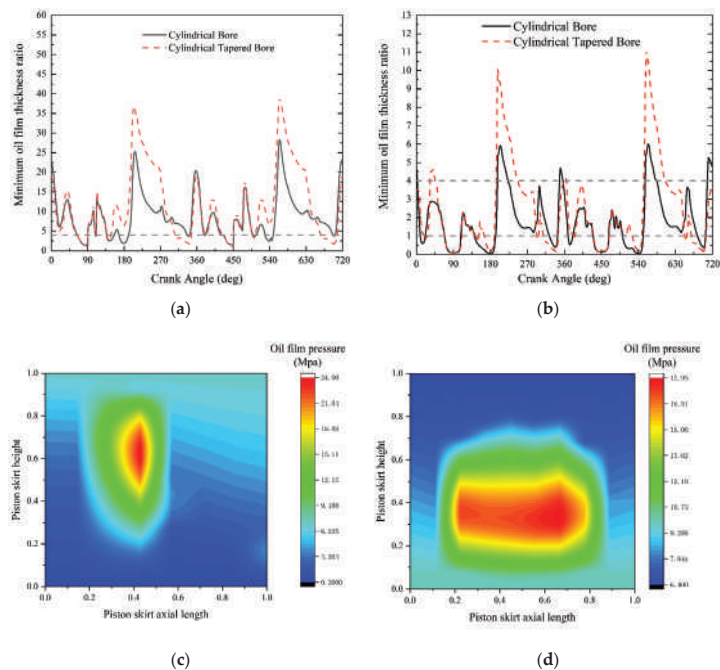 (a)
Minimum oil film thickness ratio
60
55
50
45
40
35
30
25
20
15
10
5
0
Cylindrical Bore
Cylindrical Tapered Bore
0 90 180 270 360 450 540 630 720
Crank Angle (deg)
(b)
Minimum oil film thickness ratio
13
12
11
10
9
8
7
6
5
4
3
2
1
0
Cylindrical Bore
Cylindrical Tapered Bore
0 90 180 270 360 450 540 630 720
Crank Angle (deg)
(c)
Oil film pressure
(Mpa)
Piston skirt height
1.0
0.8
0.6
0.4
0.2
0.0
0.0 0.2 0.4 0.6 0.8 1.0
Piston skirt axial length
(d)
Oil film pressure
(Mpa)
Piston skirt height
1.0
0.8
0.6
0.4
0.2
0.0
0.0 0.2 0.4 0.6 0.8 1.0
Piston skirt axial length